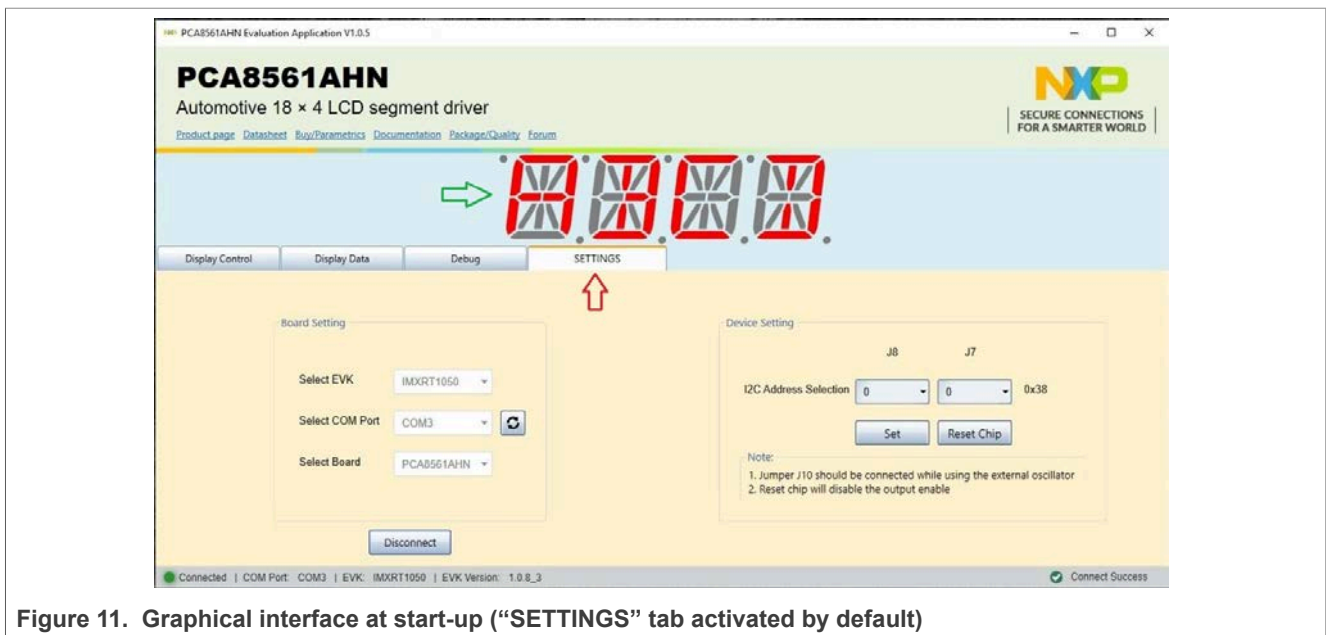 PCA8561AHN Evaluation Application V1.0.5
PCA8561AHN
Automotive 18 × 4 LCD segment driver
Product page Datasheet Buy/Parametrics Documentation Package/Quality Forum
NXP
SECURE CONNECTIONS
FOR A SMARTER WORLD
Display Control Display Data Debug SETTINGS
Board Setting
Select EVK IMXRT1050
Select COM Port COM3
Select Board PCA8561AHN
Disconnect
Device Setting
J8 J7
I2C Address Selection 0 0 0x38
Set Reset Chip
Note:
1. Jumper J10 should be connected while using the external oscillator
2. Reset chip will disable the output enable
Connected | COM Port: COM3 | EVK: IMXRT1050 | EVK Version: 1.0.8_3 Connect Success
Figure 11. Graphical interface at start-up (“SETTINGS” tab activated by default)